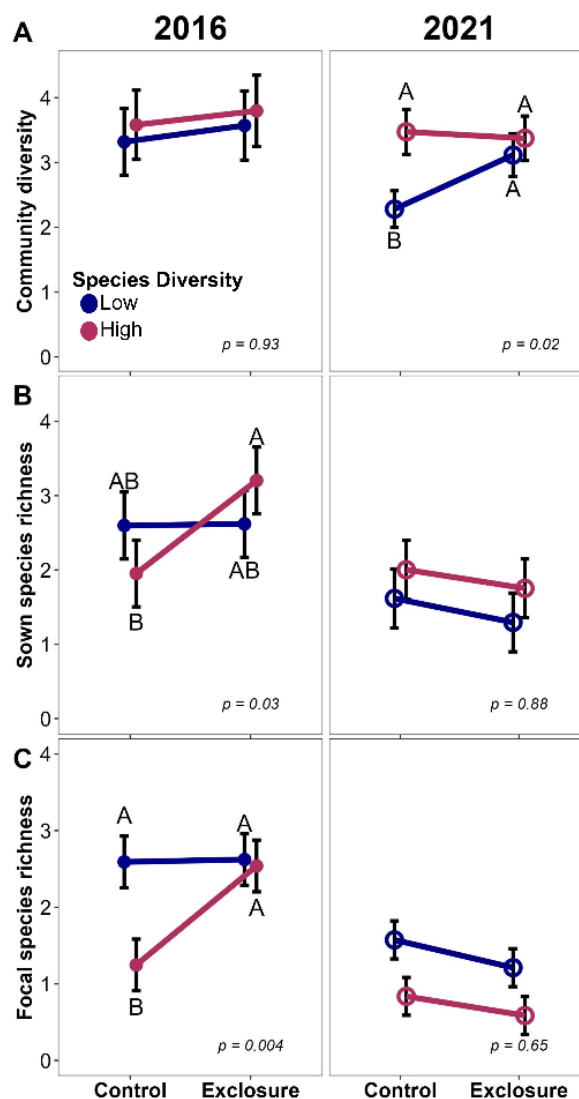 2016 2021
A
Community diversity
4
3
2
1
0
A A
A
B
Species Diversity
Low
High
p = 0.93
p = 0.02
B
Sown species richness
4
3
2
1
0
AB A
AB
B
p = 0.03
p = 0.88
C
Focal species richness
4
3
2
1
0
A A
A
B
p = 0.004
p = 0.65
Control Exclosure Control Exclosure